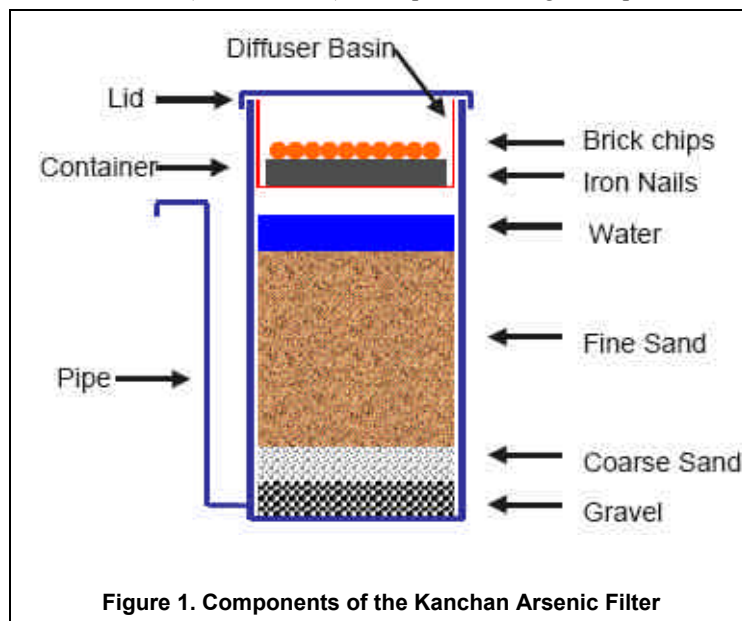 Diffuser Basin
Lid
Container
Brick chips
Iron Nails
Water
Fine Sand
Pipe
Coarse Sand
Gravel
Figure 1. Components of the Kanchan Arsenic Filter